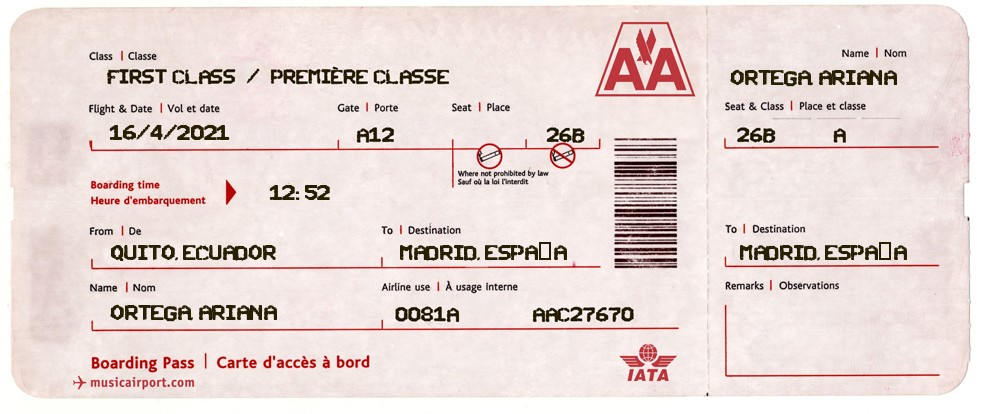 Class | Classe
FIRST CLASS / PREMIÈRE CLASSE
Flight & Date | Vol et date
Gate | Porte
Seat | Place
16/4/2021
A12
26B
Where not prohibited by law
Sauf où la loi l'interdit
Boarding time
Heure d'embarquement
12:52
From | De
To | Destination
QUITO, ECUADOR
MADRID, ESPA□A
Name | Nom
Airline use | À usage interne
ORTEGA ARIANA
0081A
AAC27670
Boarding Pass | Carte d'accès à bord
musicairport.com
AA
IATA
Name | Nom
ORTEGA ARIANA
Seat & Class | Place et classe
26B
A
To | Destination
MADRID, ESPA□A
Remarks | Observations